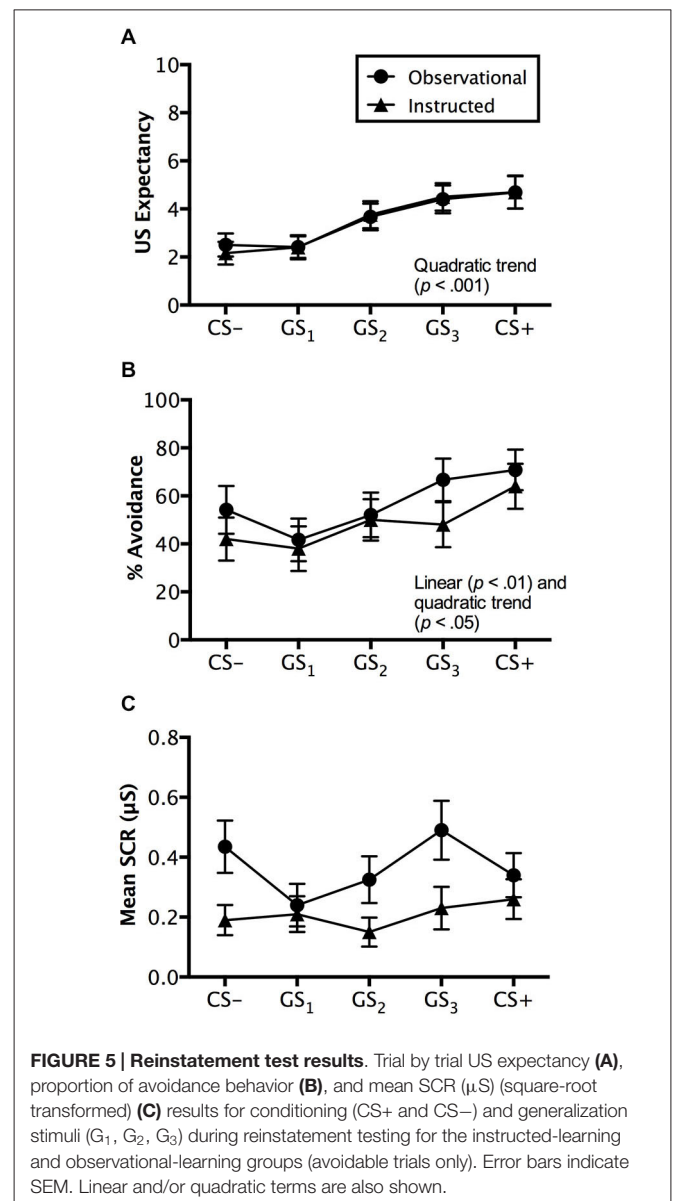 A
10
8
6
4
2
0
US Expectancy
Observational
Instructed
Quadratic trend
(p < .001)
CS− GS₁ GS₂ GS₃ CS+
B
100
80
60
40
20
0
% Avoidance
Linear (p < .01) and
quadratic trend
(p < .05)
CS− GS₁ GS₂ GS₃ CS+
C
0.8
0.6
0.4
0.2
0.0
Mean SCR (µS)
CS− GS₁ GS₂ GS₃ CS+
FIGURE 5 | Reinstatement test results. Trial by trial US expectancy (A),
proportion of avoidance behavior (B), and mean SCR (µS) (square-root
transformed) (C) results for conditioning (CS+ and CS−) and generalization
stimuli (G₁, G₂, G₃) during reinstatement testing for the instructed-learning
and observational-learning groups (avoidable trials only). Error bars indicate
SEM. Linear and/or quadratic terms are also shown.